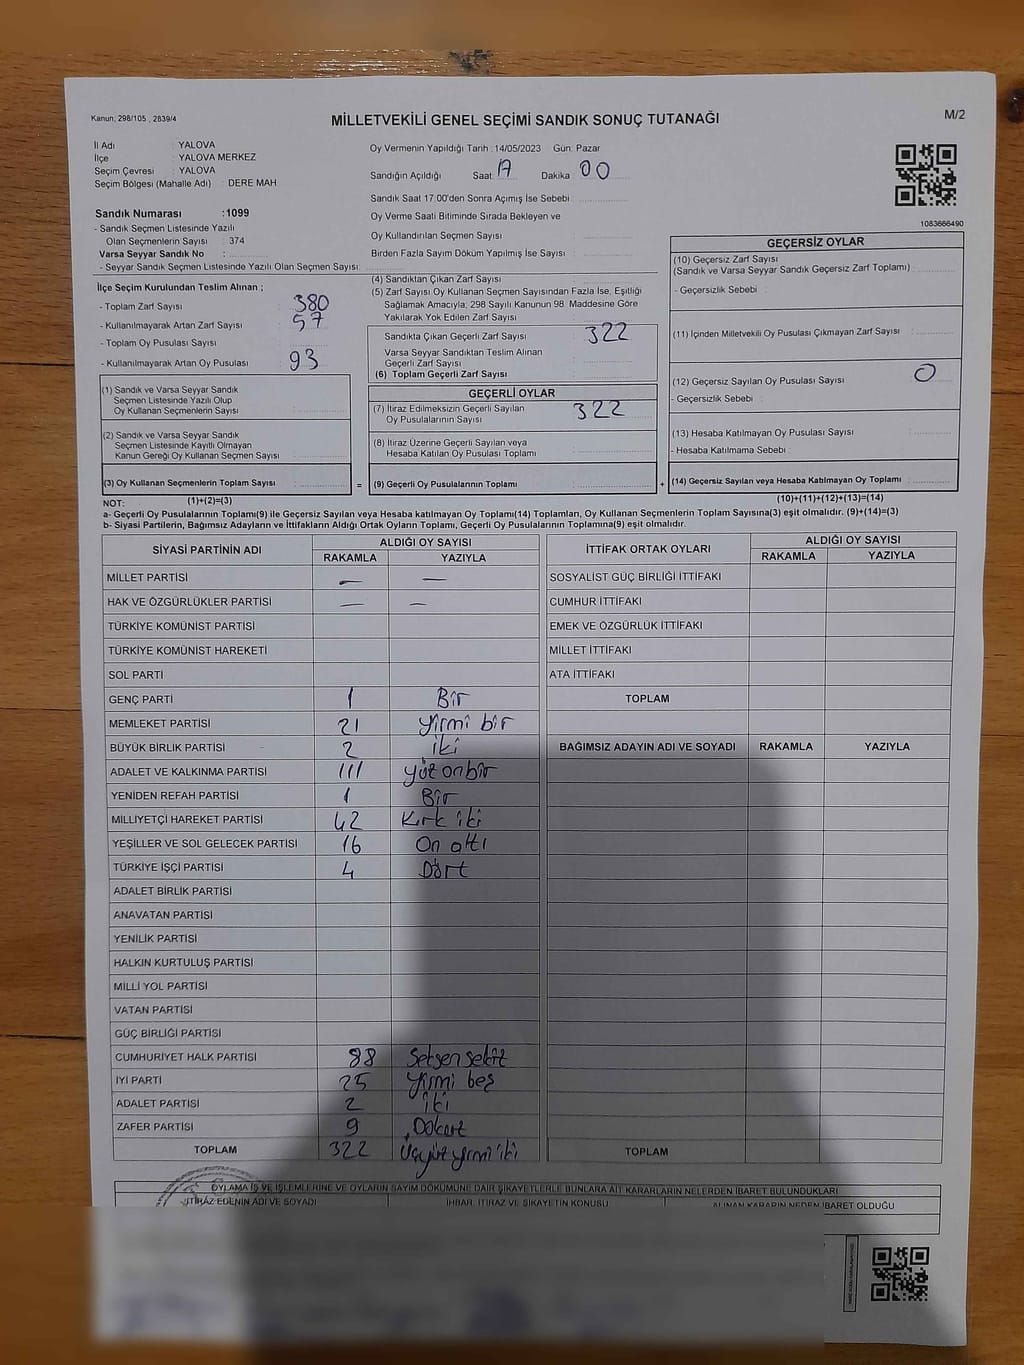 Kanun; 298/105 , 2839/4
MİLLETVEKİLİ GENEL SEÇİMİ SANDIK SONUÇ TUTANAĞI
M/2
İl Adı : YALOVA
İlçe : YALOVA MERKEZ
Seçim Çevresi : YALOVA
Seçim Bölgesi (Mahalle Adı) : DERE MAH
Sandık Numarası :1099
- Sandık Seçmen Listesinde Yazılı
Olan Seçmenlerin Sayısı : 374
Varsa Seyyar Sandık No :
- Seyyar Sandık Seçmen Listesinde Yazılı Olan Seçmen Sayısı:
Oy Vermenin Yapıldığı Tarih :14/05/2023 Gün: Pazar
Sandığın Açıldığı Saat: 17 Dakika: 00
Sandık Saat 17:00'den Sonra Açımış İse Sebebi :
Oy Verme Saati Bitiminde Sırada Bekleyen ve
Oy Kullandırılan Seçmen Sayısı :
Birden Fazla Sayım Döküm Yapılmış İse Sayısı :
1083666490
İlçe Seçim Kurulundan Teslim Alınan ;
- Toplam Zarf Sayısı : 380
- Kullanılmayarak Artan Zarf Sayısı : 57
- Toplam Oy Pusulası Sayısı :
- Kullanılmayarak Artan Oy Pusulası : 93
(1) Sandık ve Varsa Seyyar Sandık
Seçmen Listesinde Yazılı Olup
Oy Kullanan Seçmenlerin Sayısı :
(2) Sandık ve Varsa Seyyar Sandık
Seçmen Listesinde Kayıtlı Olmayan
Kanun Gereği Oy Kullanan Seçmen Sayısı :
(3) Oy Kullanan Seçmenlerin Toplam Sayısı :
(4) Sandıktan Çıkan Zarf Sayısı :
(5) Zarf Sayısı Oy Kullanan Seçmen Sayısından Fazla İse, Eşitliği
Sağlamak Amacıyla; 298 Sayılı Kanunun 98. Maddesine Göre
Yakılarak Yok Edilen Zarf Sayısı :
Sandıkta Çıkan Geçerli Zarf Sayısı : 322
Varsa Seyyar Sandıktan Teslim Alınan
Geçerli Zarf Sayısı :
(6) Toplam Geçerli Zarf Sayısı :
GEÇERLİ OYLAR
(7) İtiraz Edilmeksizin Geçerli Sayılan
Oy Pusulalarının Sayısı : 322
(8) İtiraz Üzerine Geçerli Sayılan veya
Hesaba Katılan Oy Pusulası Toplamı :
= (9) Geçerli Oy Pusulalarının Toplamı : +
GEÇERSİZ OYLAR
(10) Geçersiz Zarf Sayısı
(Sandık ve Varsa Seyyar Sandık Geçersiz Zarf Toplamı) :
- Geçersizlik Sebebi :
(11) İçinden Milletvekili Oy Pusulası Çıkmayan Zarf Sayısı :
(12) Geçersiz Sayılan Oy Pusulası Sayısı : 0
- Geçersizlik Sebebi :
(13) Hesaba Katılmayan Oy Pusulası Sayısı :
- Hesaba Katılmama Sebebi :
(14) Geçersiz Sayılan veya Hesaba Katılmayan Oy Toplamı :
NOT: (1)+(2)=(3) (10)+(11)+(12)+(13)=(14)
a- Geçerli Oy Pusulalarının Toplamı(9) ile Geçersiz Sayılan veya Hesaba katılmayan Oy Toplamı(14) Toplamları, Oy Kullanan Seçmenlerin Toplam Sayısına(3) eşit olmalıdır. (9)+(14)=(3)
b- Siyasi Partilerin, Bağımsız Adayların ve İttifakların Aldığı Ortak Oyların Toplamı, Geçerli Oy Pusulalarının Toplamına(9) eşit olmalıdır.
SİYASİ PARTİNİN ADI ALDIĞI OY SAYISI
RAKAMLA YAZIYLA
MİLLET PARTİSİ — —
HAK VE ÖZGÜRLÜKLER PARTİSİ — —
TÜRKİYE KOMÜNİST PARTİSİ
TÜRKİYE KOMÜNİST HAREKETİ
SOL PARTİ
GENÇ PARTİ 1 Bir
MEMLEKET PARTİSİ 21 yirmi bir
BÜYÜK BİRLİK PARTİSİ 2 iki
ADALET VE KALKINMA PARTİSİ 111 yüz onbir
YENİDEN REFAH PARTİSİ 1 Bir
MİLLİYETÇİ HAREKET PARTİSİ 42 Kırk iki
YEŞİLLER VE SOL GELECEK PARTİSİ 16 On altı
TÜRKİYE İŞÇİ PARTİSİ 4 Dört
ADALET BİRLİK PARTİSİ
ANAVATAN PARTİSİ
YENİLİK PARTİSİ
HALKIN KURTULUŞ PARTİSİ
MİLLİ YOL PARTİSİ
VATAN PARTİSİ
GÜÇ BİRLİĞİ PARTİSİ
CUMHURİYET HALK PARTİSİ 88 Seksen sekiz
İYİ PARTİ 25 yirmi beş
ADALET PARTİSİ 2 iki
ZAFER PARTİSİ 9
TOPLAM 322 Üçyüz yirmi iki
İTTİFAK ORTAK OYLARI ALDIĞI OY SAYISI
RAKAMLA YAZIYLA
SOSYALİST GÜÇ BİRLİĞİ İTTİFAKI
CUMHUR İTTİFAKI
EMEK VE ÖZGÜRLÜK İTTİFAKI
MİLLET İTTİFAKI
ATA İTTİFAKI
TOPLAM
BAĞIMSIZ ADAYIN ADI VE SOYADI RAKAMLA YAZIYLA
TOPLAM
OYLAMA İŞ VE İŞLEMLERİNE VE OYLARIN SAYIM DÖKÜMÜNE DAİR ŞİKAYETLERLE BUNLARA AİT KARARLARIN NELERDEN İBARET BULUNDUKLARI
İTİRAZ EDENİN ADI VE SOYADI İHBAR, İTİRAZ VE ŞİKAYETİN KONUSU ALINAN KARARIN NEDEN İBARET OLDUĞU